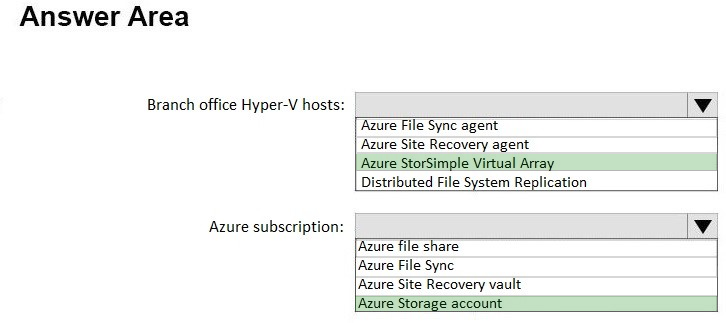 Answer Area
Branch office Hyper-V hosts:
Azure File Sync agent
Azure Site Recovery agent
Azure StorSimple Virtual Array
Distributed File System Replication
Azure subscription:
Azure file share
Azure File Sync
Azure Site Recovery vault
Azure Storage account